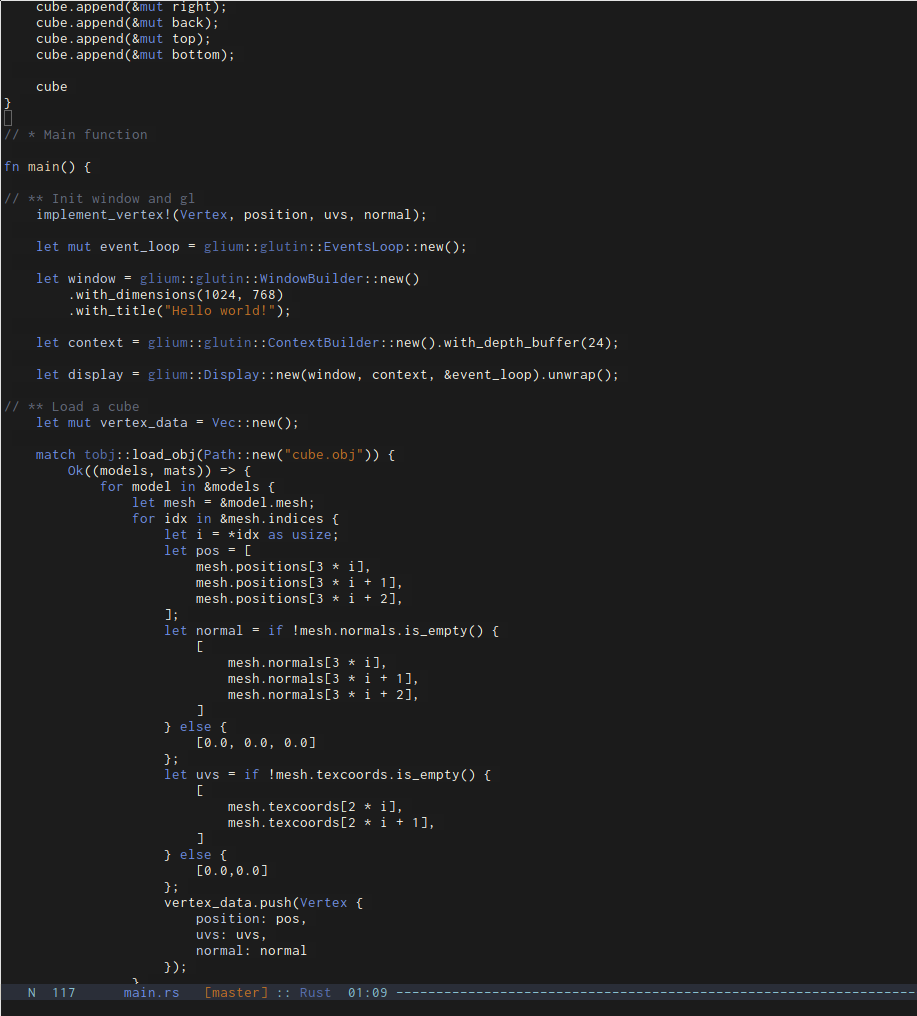 cube.append(&mut right);
    cube.append(&mut back);
    cube.append(&mut top);
    cube.append(&mut bottom);

    cube
}

// * Main function

fn main() {

// ** Init window and gl
    implement_vertex!(Vertex, position, uvs, normal);

    let mut event_loop = glium::glutin::EventsLoop::new();

    let window = glium::glutin::WindowBuilder::new()
        .with_dimensions(1024, 768)
        .with_title("Hello world!");

    let context = glium::glutin::ContextBuilder::new().with_depth_buffer(24);

    let display = glium::Display::new(window, context, &event_loop).unwrap();

// ** Load a cube
    let mut vertex_data = Vec::new();

    match tobj::load_obj(Path::new("cube.obj")) {
        Ok((models, mats)) => {
            for model in &models {
                let mesh = &model.mesh;
                for idx in &mesh.indices {
                    let i = *idx as usize;
                    let pos = [
                        mesh.positions[3 * i],
                        mesh.positions[3 * i + 1],
                        mesh.positions[3 * i + 2],
                    ];
                    let normal = if !mesh.normals.is_empty() {
                        [
                            mesh.normals[3 * i],
                            mesh.normals[3 * i + 1],
                            mesh.normals[3 * i + 2],
                        ]
                    } else {
                        [0.0, 0.0, 0.0]
                    };
                    let uvs = if !mesh.texcoords.is_empty() {
                        [
                            mesh.texcoords[2 * i],
                            mesh.texcoords[2 * i + 1],
                        ]
                    } else {
                        [0.0,0.0]
                    };
                    vertex_data.push(Vertex {
                        position: pos,
                        uvs: uvs,
                        normal: normal
                    });
                }
N  117      main.rs   [master] :: Rust  01:09 ----------------------------------------------------------------